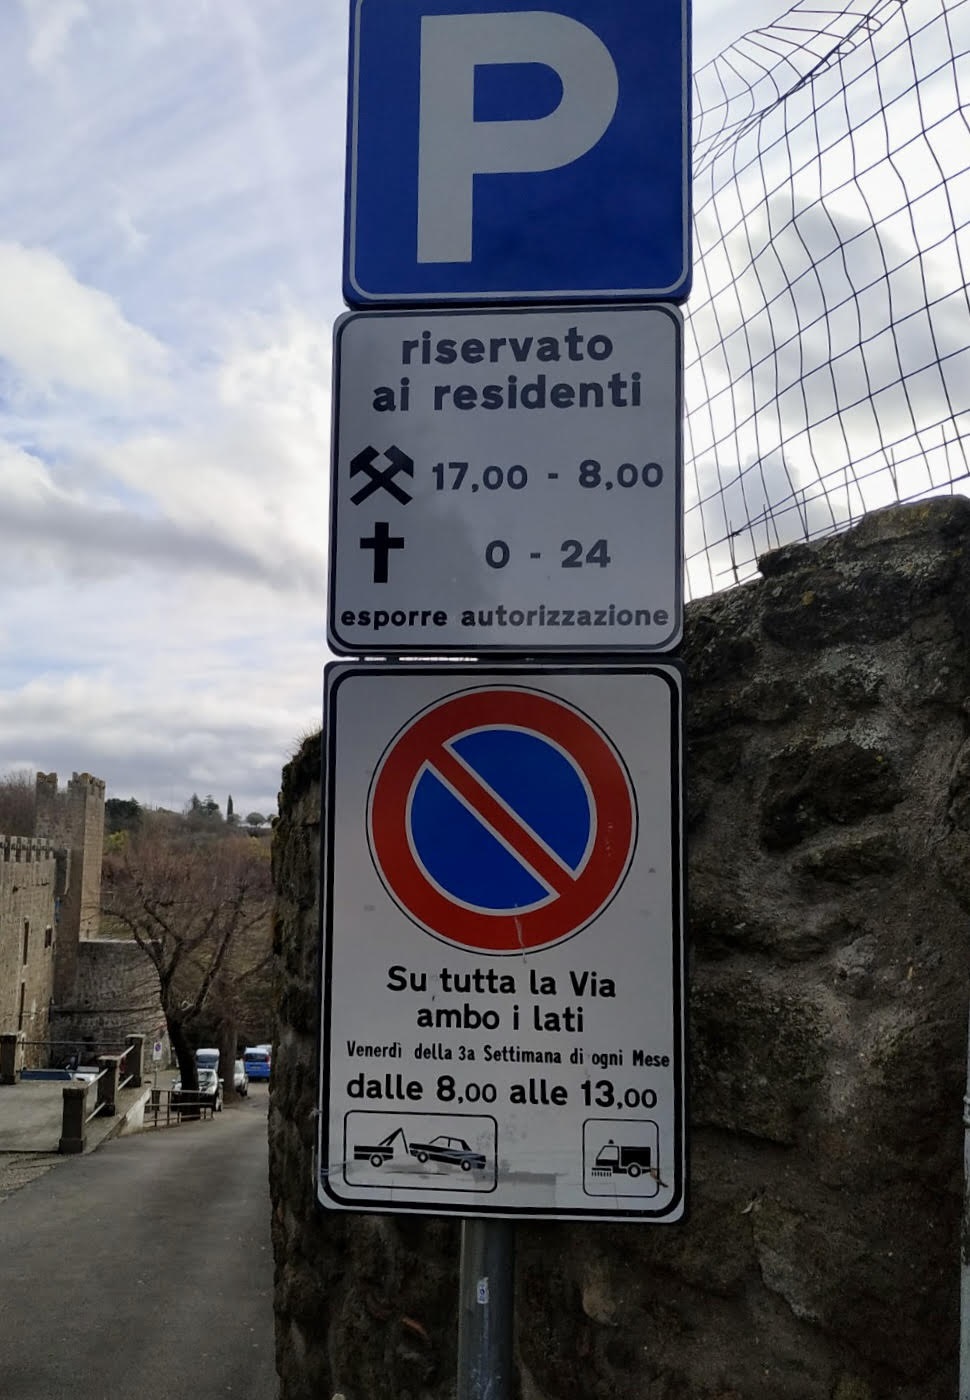 P
riservato
ai residenti
17,00 - 8,00
0 - 24
esporre autorizzazione
Su tutta la Via
ambo i lati
Venerdì della 3a Settimana di ogni Mese
dalle 8,00 alle 13,00